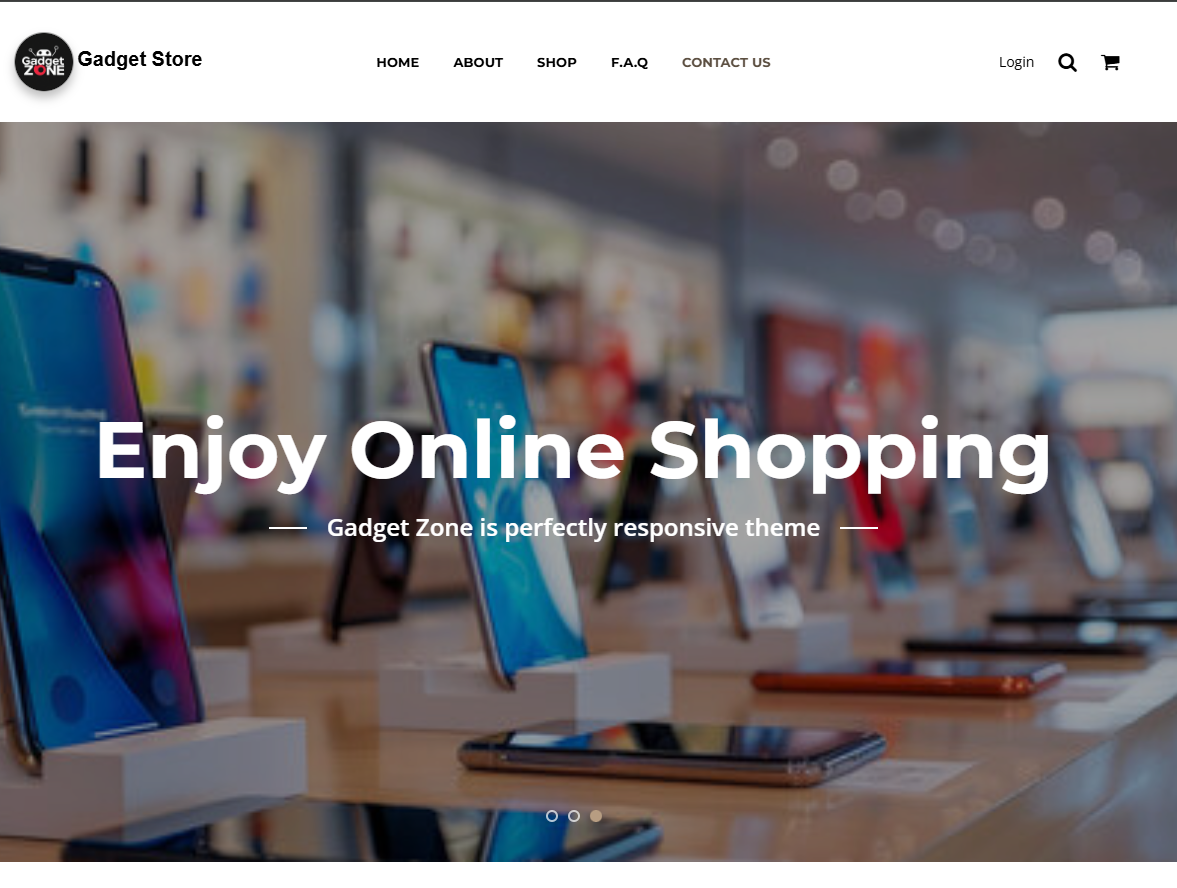 Gadget
ZONE
Gadget Store
HOME
ABOUT
SHOP
F.A.Q
CONTACT US
Login
Enjoy Online Shopping
Gadget Zone is perfectly responsive theme